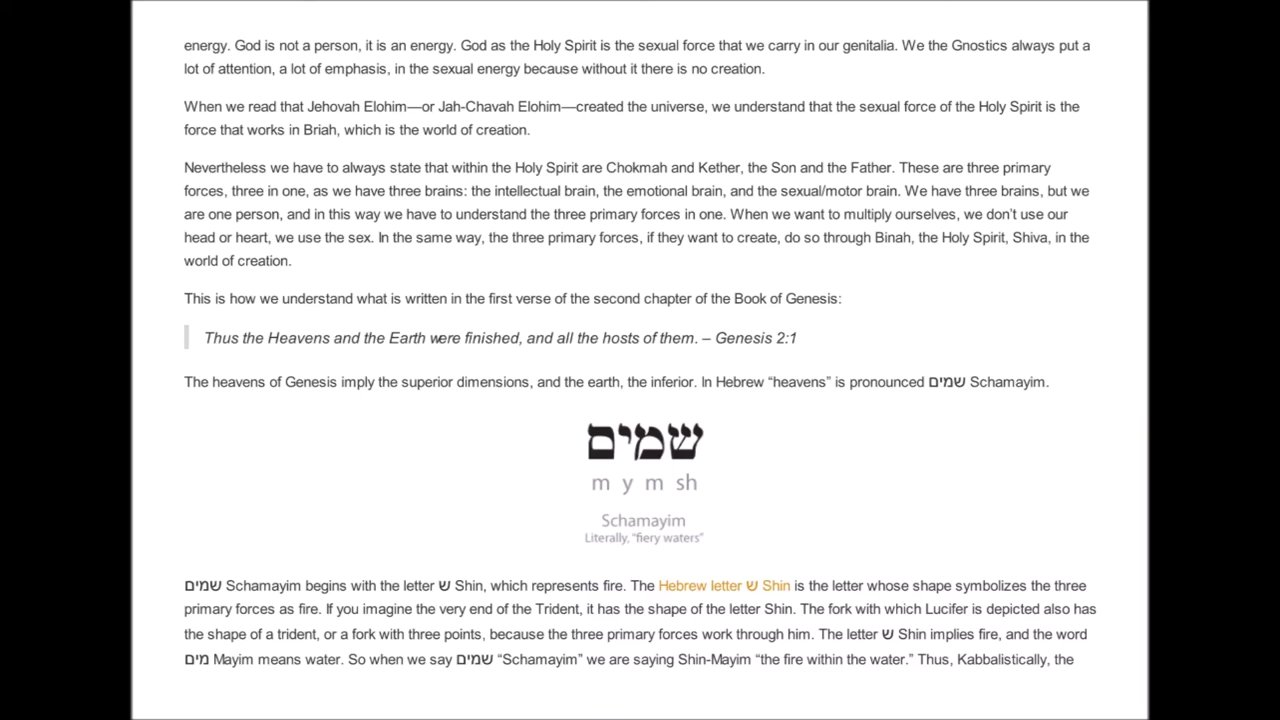 energy. God is not a person, it is an energy. God as the Holy Spirit is the sexual force that we carry in our genitalia. We the Gnostics always put a
lot of attention, a lot of emphasis, in the sexual energy because without it there is no creation.
When we read that Jehovah Elohim—or Jah-Chavah Elohim—created the universe, we understand that the sexual force of the Holy Spirit is the
force that works in Briah, which is the world of creation.
Nevertheless we have to always state that within the Holy Spirit are Chokmah and Kether, the Son and the Father. These are three primary
forces, three in one, as we have three brains: the intellectual brain, the emotional brain, and the sexual/motor brain. We have three brains, but we
are one person, and in this way we have to understand the three primary forces in one. When we want to multiply ourselves, we don't use our
head or heart, we use the sex. In the same way, the three primary forces, if they want to create, do so through Binah, the Holy Spirit, Shiva, in the
world of creation.
This is how we understand what is written in the first verse of the second chapter of the Book of Genesis:
Thus the Heavens and the Earth were finished, and all the hosts of them. – Genesis 2:1
The heavens of Genesis imply the superior dimensions, and the earth, the inferior. In Hebrew “heavens” is pronounced שמים Schamayim.
שמים
m y m sh
Schamayim
Literally, “fiery waters”
שמים Schamayim begins with the letter ש Shin, which represents fire. The Hebrew letter ש Shin is the letter whose shape symbolizes the three
primary forces as fire. If you imagine the very end of the Trident, it has the shape of the letter Shin. The fork with which Lucifer is depicted also has
the shape of a trident, or a fork with three points, because the three primary forces work through him. The letter ש Shin implies fire, and the word
מים Mayim means water. So when we say שמים “Schamayim” we are saying Shin-Mayim “the fire within the water.” Thus, Kabbalistically, the